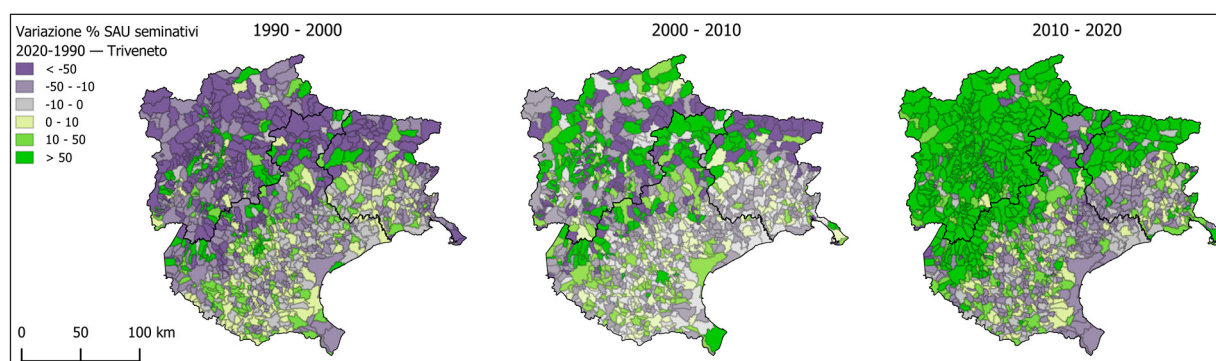 Variazione % SAU seminativi
2020-1990 — Triveneto
< -50
-50 - -10
-10 - 0
0 - 10
10 - 50
> 50
1990 - 2000
2000 - 2010
2010 - 2020
0 50 100 km